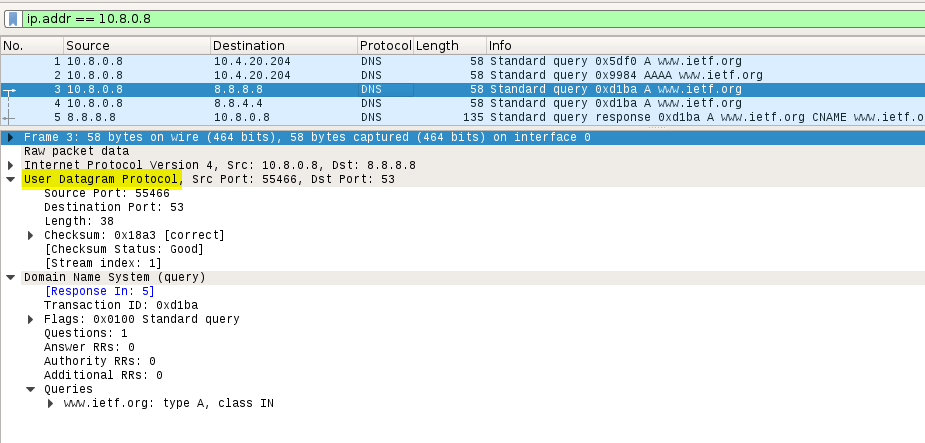 ip.addr == 10.8.0.8
No. Source Destination Protocol Length Info
1 10.8.0.8 10.4.20.204 DNS 58 Standard query 0x5df0 A www.ietf.org
2 10.8.0.8 10.4.20.204 DNS 58 Standard query 0x9984 AAAA www.ietf.org
3 10.8.0.8 8.8.8.8 DNS 58 Standard query 0xd1ba A www.ietf.org
4 10.8.0.8 8.8.4.4 DNS 58 Standard query 0xd1ba A www.ietf.org
5 8.8.8.8 10.8.0.8 DNS 135 Standard query response 0xd1ba A www.ietf.org CNAME www.ietf.o
Frame 3: 58 bytes on wire (464 bits), 58 bytes captured (464 bits) on interface 0
Raw packet data
Internet Protocol Version 4, Src: 10.8.0.8, Dst: 8.8.8.8
User Datagram Protocol, Src Port: 55466, Dst Port: 53
Source Port: 55466
Destination Port: 53
Length: 38
Checksum: 0x18a3 [correct]
[Checksum Status: Good]
[Stream index: 1]
Domain Name System (query)
[Response In: 5]
Transaction ID: 0xd1ba
Flags: 0x0100 Standard query
Questions: 1
Answer RRs: 0
Authority RRs: 0
Additional RRs: 0
Queries
www.ietf.org: type A, class IN